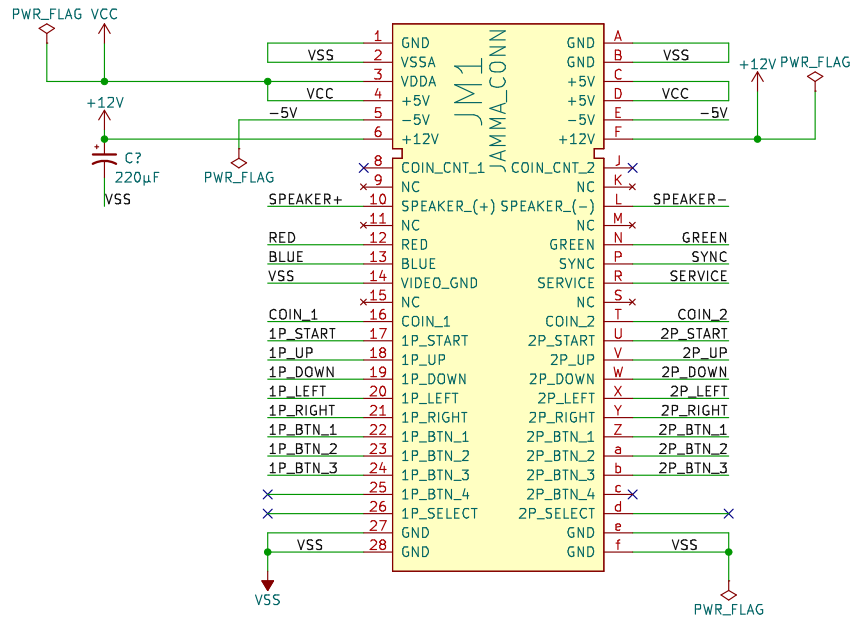 PWR_FLAG VCC
+12V
C?
220µF
VSS
VSS
VCC
-5V
PWR_FLAG
JM1
JAMMA_CONN
1 GND GND A
2 VSSA GND B VSS
3 VDDA +5V C
4 +5V +5V D VCC
5 -5V -5V E -5V
6 +12V +12V F
+12V PWR_FLAG
8 COIN_CNT_1 COIN_CNT_2 J
9 NC NC K
SPEAKER+ 10 SPEAKER_(+) SPEAKER_(-) L SPEAKER-
11 NC NC M
RED 12 RED GREEN N GREEN
BLUE 13 BLUE SYNC P SYNC
VSS 14 VIDEO_GND SERVICE R SERVICE
15 NC NC S
COIN_1 16 COIN_1 COIN_2 T COIN_2
1P_START 17 1P_START 2P_START U 2P_START
1P_UP 18 1P_UP 2P_UP V 2P_UP
1P_DOWN 19 1P_DOWN 2P_DOWN W 2P_DOWN
1P_LEFT 20 1P_LEFT 2P_LEFT X 2P_LEFT
1P_RIGHT 21 1P_RIGHT 2P_RIGHT Y 2P_RIGHT
1P_BTN_1 22 1P_BTN_1 2P_BTN_1 Z 2P_BTN_1
1P_BTN_2 23 1P_BTN_2 2P_BTN_2 a 2P_BTN_2
1P_BTN_3 24 1P_BTN_3 2P_BTN_3 b 2P_BTN_3
25 1P_BTN_4 2P_BTN_4 c
26 1P_SELECT 2P_SELECT d
27 GND GND e
VSS 28 GND GND f VSS
VSS
PWR_FLAG